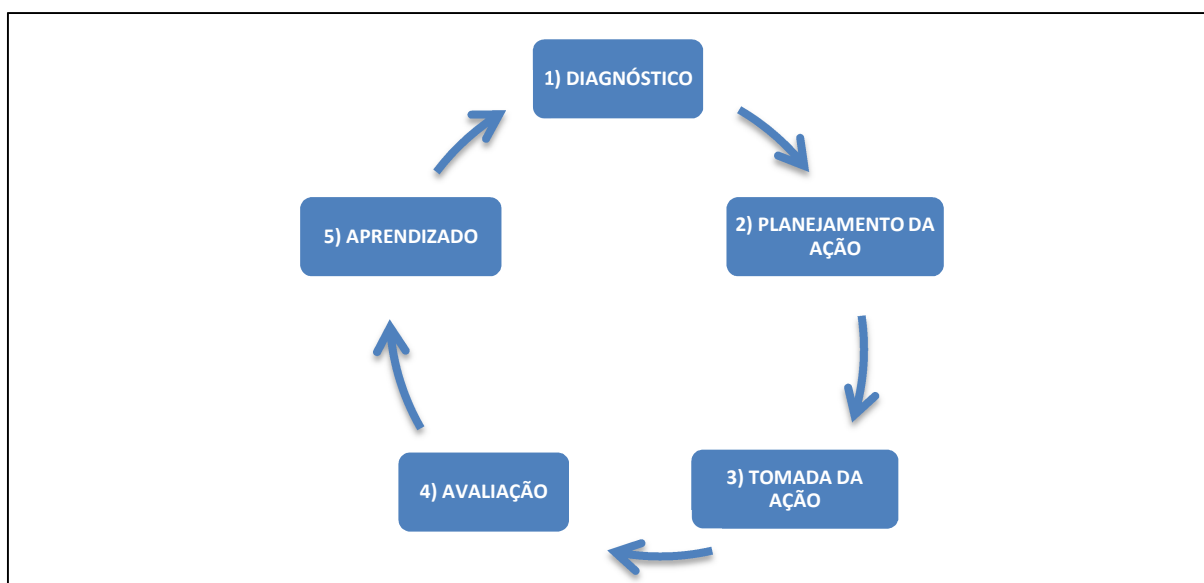 1) DIAGNÓSTICO
2) PLANEJAMENTO DA
AÇÃO
3) TOMADA DA
AÇÃO
4) AVALIAÇÃO
5) APRENDIZADO